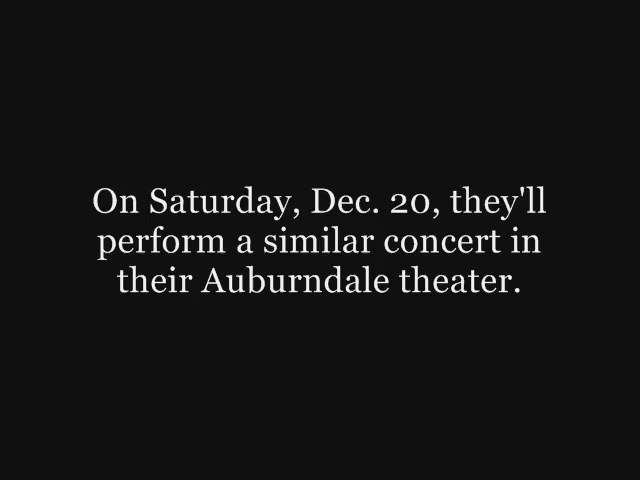 On Saturday, Dec. 20, they'll
perform a similar concert in
their Auburndale theater.